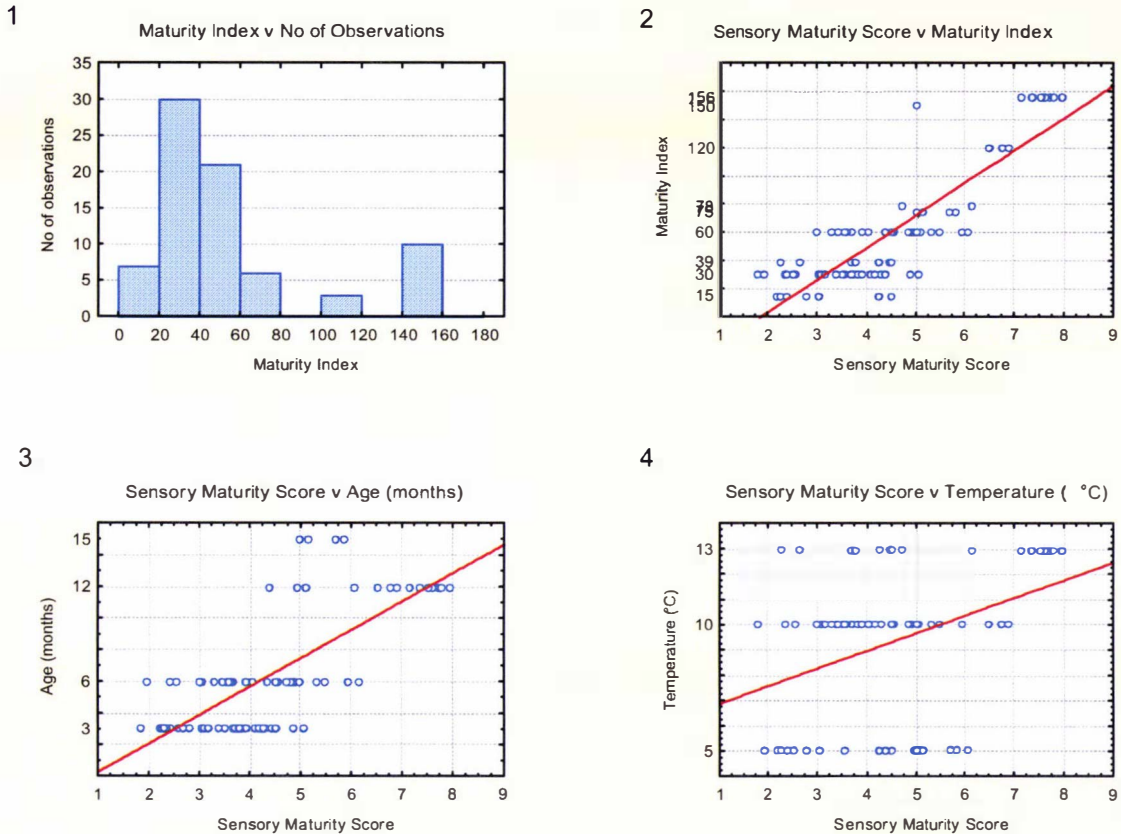 1
Maturity Index v No of Observations
35
30
25
20
15
10
5
0
No of observations
0 20 40 60 80 100 120 140 160 180
Maturity Index
2
Sensory Maturity Score v Maturity Index
156
150
120
78
75
60
39
30
15
Maturity Index
1 2 3 4 5 6 7 8 9
Sensory Maturity Score
3
Sensory Maturity Score v Age (months)
15
12
6
3
Age (months)
1 2 3 4 5 6 7 8 9
Sensory Maturity Score
4
Sensory Maturity Score v Temperature ( °C)
13
10
5
Temperature (°C)
1 2 3 4 5 6 7 8 9
Sensory Maturity Score